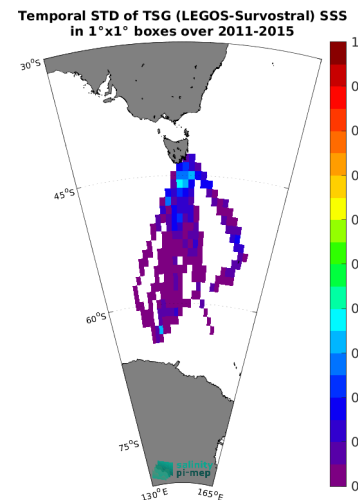 Temporal STD of TSG (LEGOS-Survostral) SSS
in 1°x1° boxes over 2011-2015
30°S
45°S
60°S
75°S
130°E
165°E
salinity
pi-mep
1
0
0
0
0
0
0
0
0
0
0